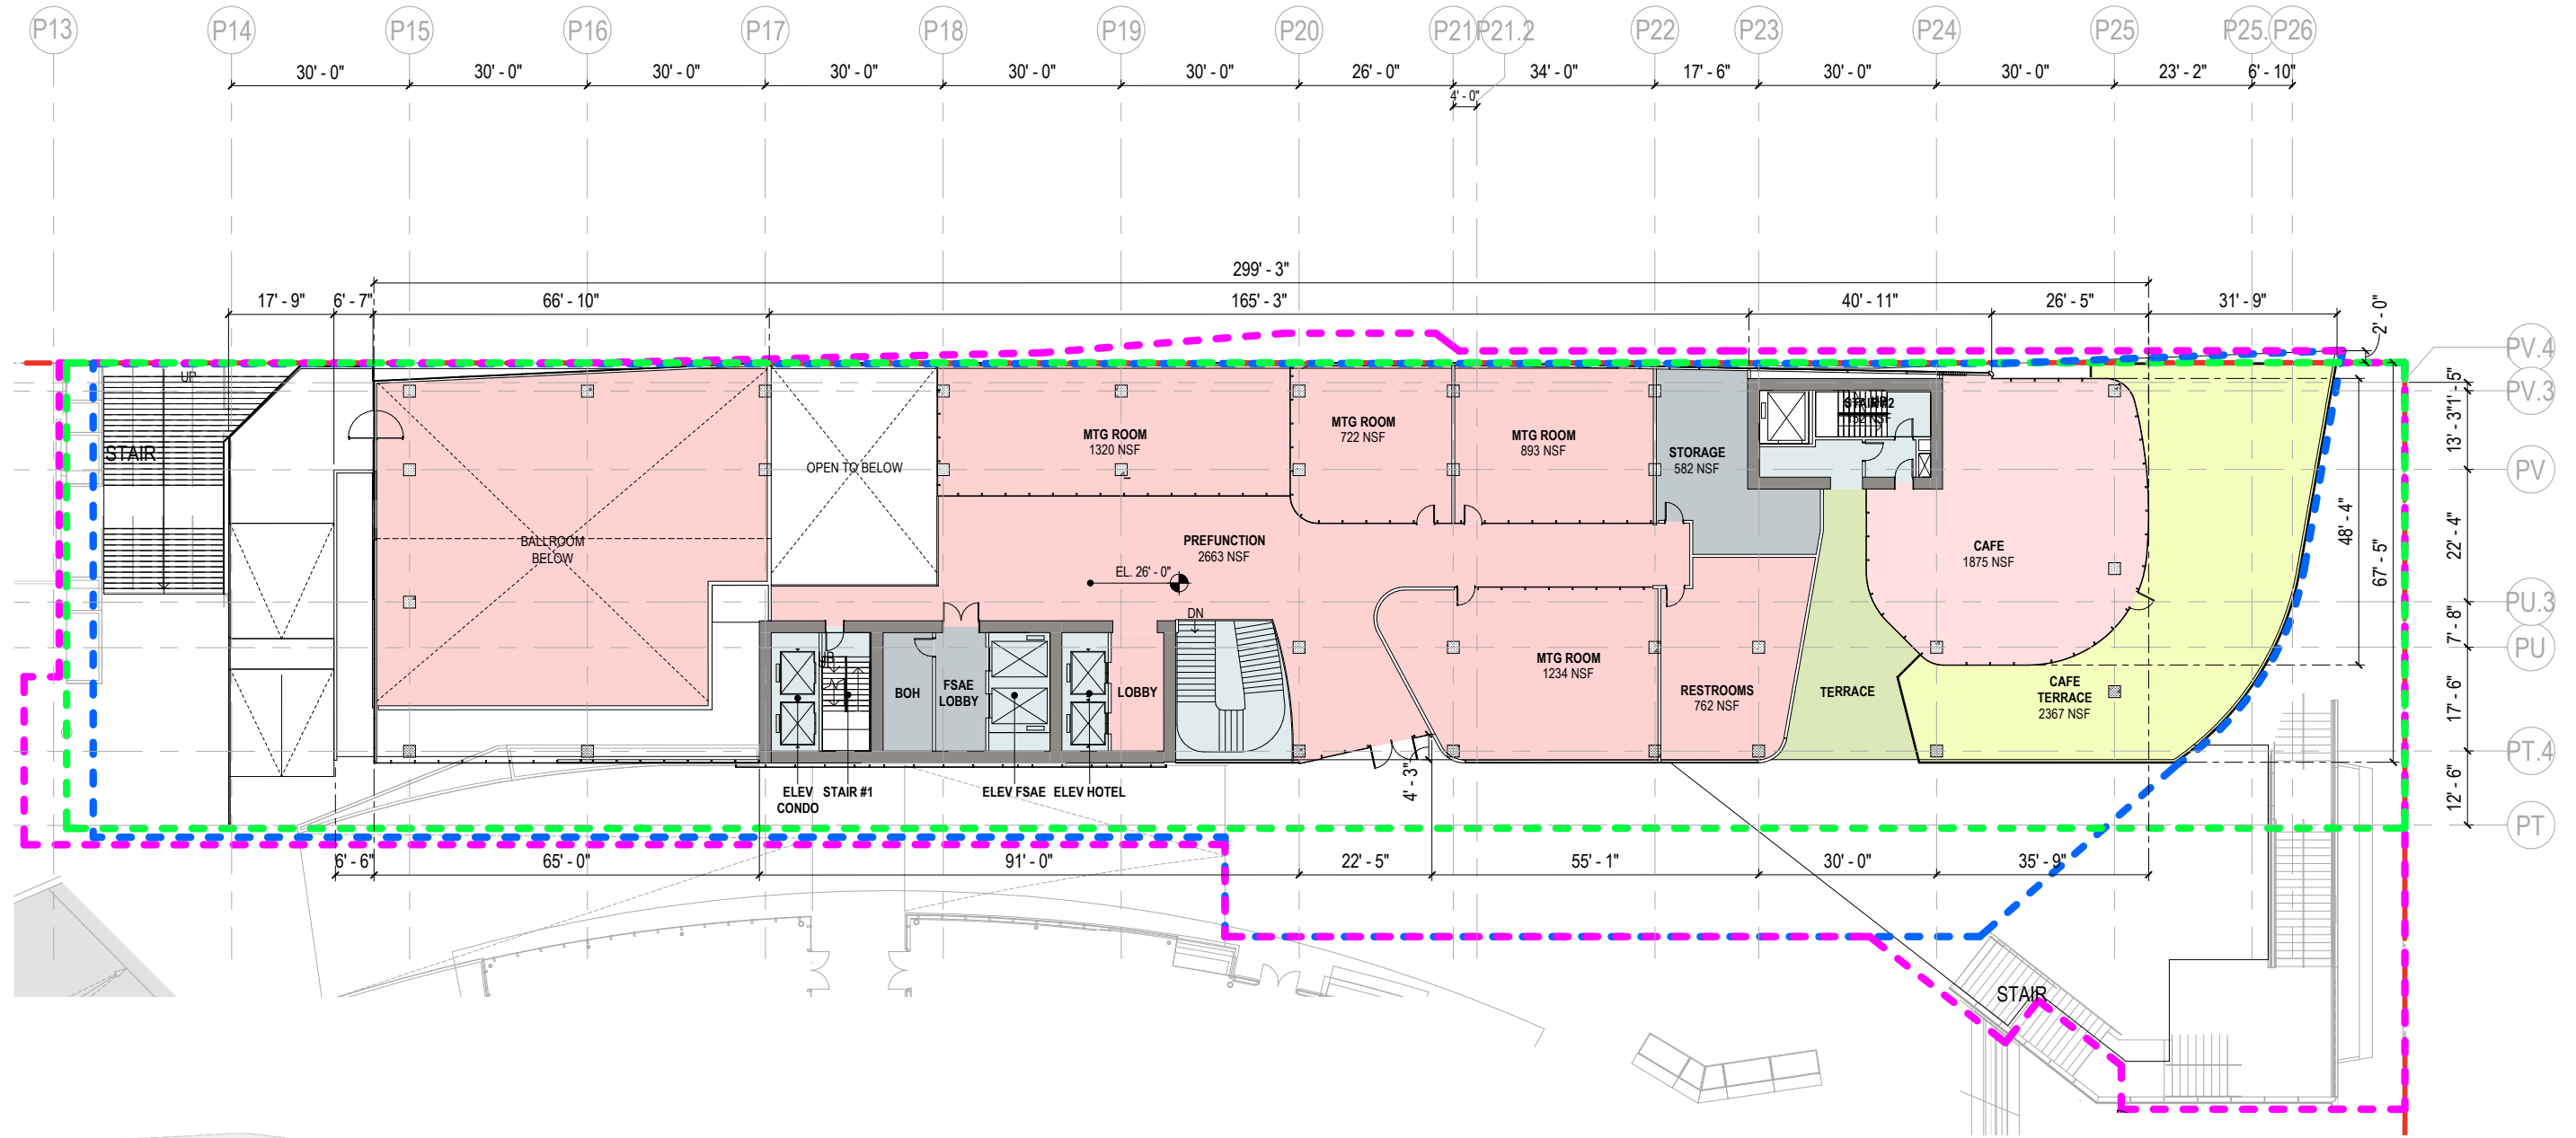 P13
P14
P15
P16
P17
P18
P19
P20
P21
P21.2
P22
P23
P24
P25
P25.
P26
30' - 0"
30' - 0"
30' - 0"
30' - 0"
30' - 0"
30' - 0"
26' - 0"
34' - 0"
17' - 6"
30' - 0"
30' - 0"
23' - 2"
6' - 10"
4' - 0"
299' - 3"
17' - 9"
6' - 7"
66' - 10"
165' - 3"
40' - 11"
26' - 5"
31' - 9"
2' - 0"
PV.4
PV.3
PV
PU.3
PU
PT.4
PT
1' - 5"
13' - 3"
22' - 4"
7' - 8"
17' - 6"
12' - 6"
48' - 4"
67' - 5"
UP
STAIR
BALLROOM
BELOW
OPEN TO BELOW
MTG ROOM
1320 NSF
MTG ROOM
722 NSF
MTG ROOM
893 NSF
STORAGE
582 NSF
STAIR #2
PREFUNCTION
2663 NSF
EL. 26' - 0"
CAFE
1875 NSF
DN
MTG ROOM
1234 NSF
RESTROOMS
762 NSF
TERRACE
CAFE
TERRACE
2367 NSF
BOH
FSAE
LOBBY
LOBBY
ELEV
CONDO
STAIR #1
ELEV FSAE
ELEV HOTEL
4' - 3"
6' - 6"
65' - 0"
91' - 0"
22' - 5"
55' - 1"
30' - 0"
35' - 9"
STAIR